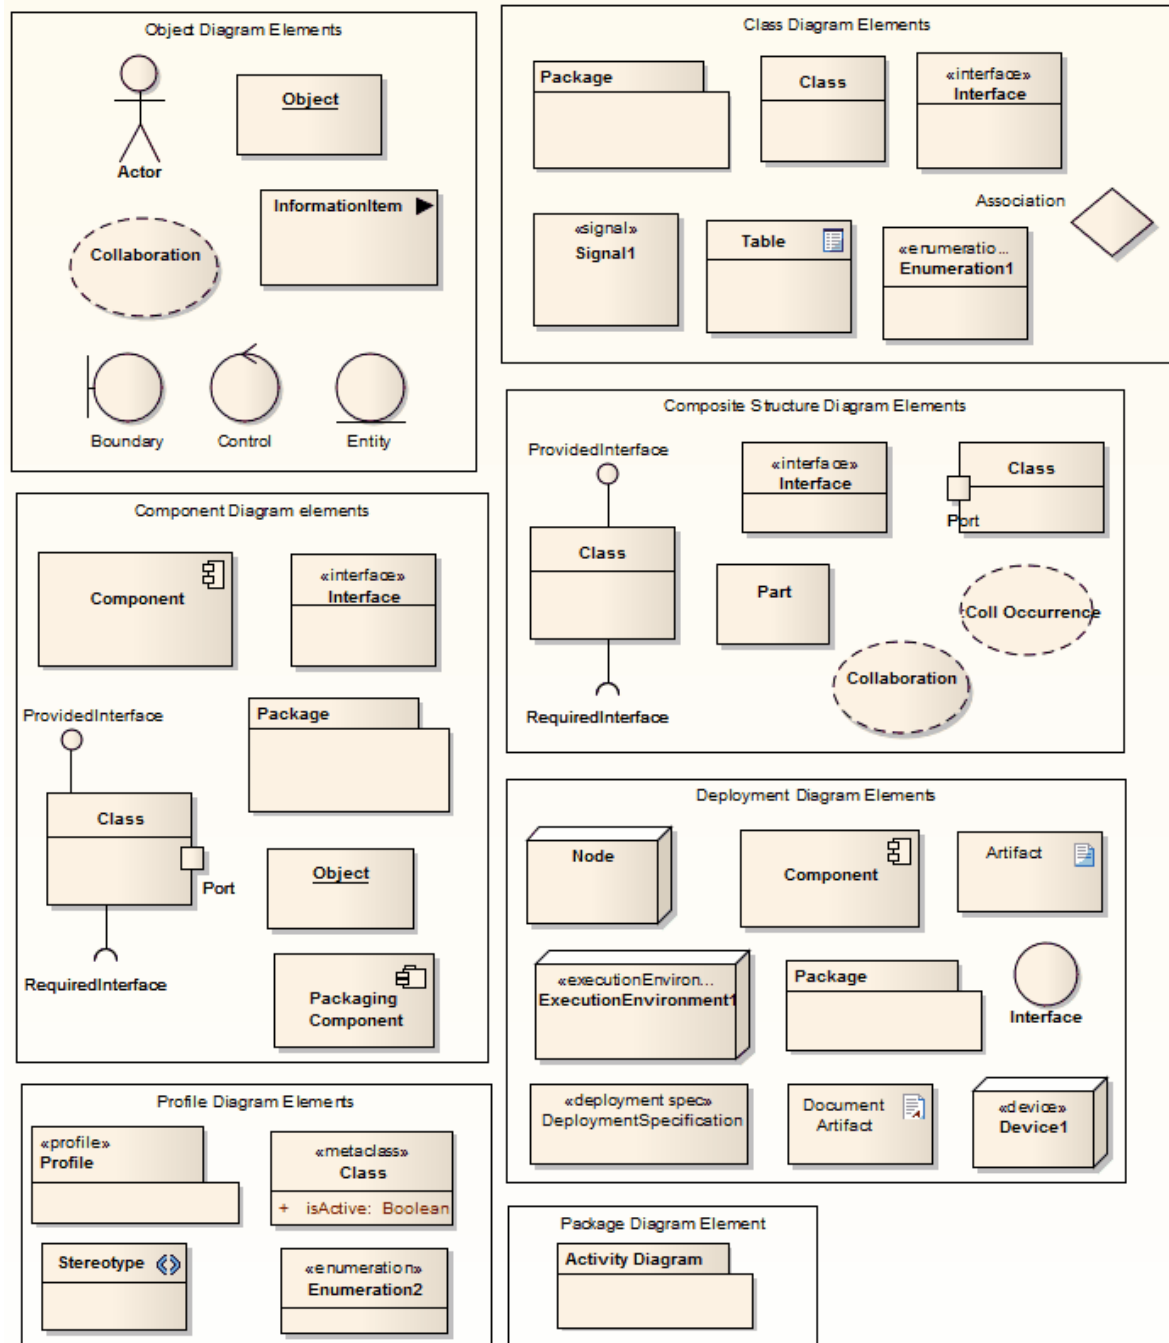 Object Diagram Elements
Actor
Object
InformationItem
Collaboration
Boundary
Control
Entity
Class Diagram Elements
Package
Class
«interface»
Interface
Association
«signal»
Signal1
Table
«enumeratio...
Enumeration1
Composite Structure Diagram Elements
ProvidedInterface
«interface»
Interface
Class
Port
Class
Part
:Coll Occurrence
Collaboration
RequiredInterface
Component Diagram elements
Component
«interface»
Interface
ProvidedInterface
Package
Class
Port
Object
RequiredInterface
Packaging
Component
Deployment Diagram Elements
Node
Component
Artifact
«executionEnviron...
ExecutionEnvironment1
Package
Interface
«deployment spec»
DeploymentSpecification
Document
Artifact
«device»
Device1
Profile Diagram Elements
«profile»
Profile
«metaclass»
Class
+ isActive: Boolean
Stereotype
«enumeration»
Enumeration2
Package Diagram Element
Activity Diagram